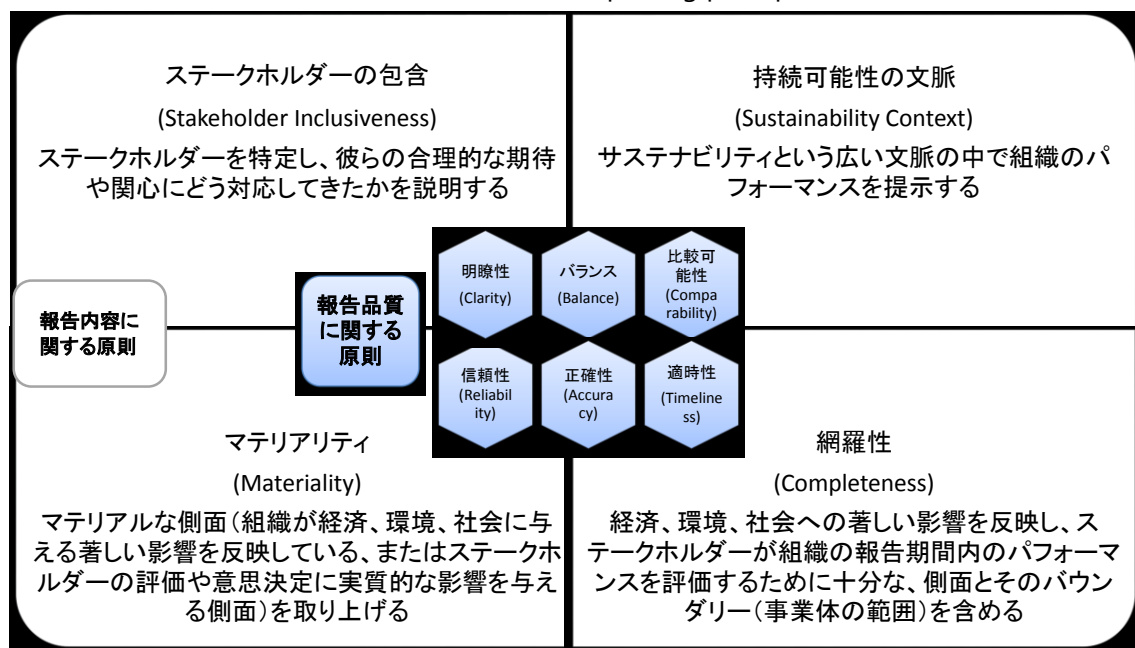 ステークホルダーの包含
(Stakeholder Inclusiveness)
ステークホルダーを特定し、彼らの合理的な期待
や関心にどう対応してきたかを説明する
持続可能性の文脈
(Sustainability Context)
サステナビリティという広い文脈の中で組織のパ
フォーマンスを提示する
報告内容に
関する原則
報告品質
に関する
原則
明瞭性
(Clarity)
バランス
(Balance)
比較可
能性
(Compa
rability)
信頼性
(Reliabil
ity)
正確性
(Accura
cy)
適時性
(Timeline
ss)
マテリアリティ
(Materiality)
マテリアルな側面（組織が経済、環境、社会に与
える著しい影響を反映している、またはステークホ
ルダーの評価や意思決定に実質的な影響を与え
る側面）を取り上げる
網羅性
(Completeness)
経済、環境、社会への著しい影響を反映し、ス
テークホルダーが組織の報告期間内のパフォーマ
ンスを評価するために十分な、側面とそのバウン
ダリー（事業体の範囲）を含める